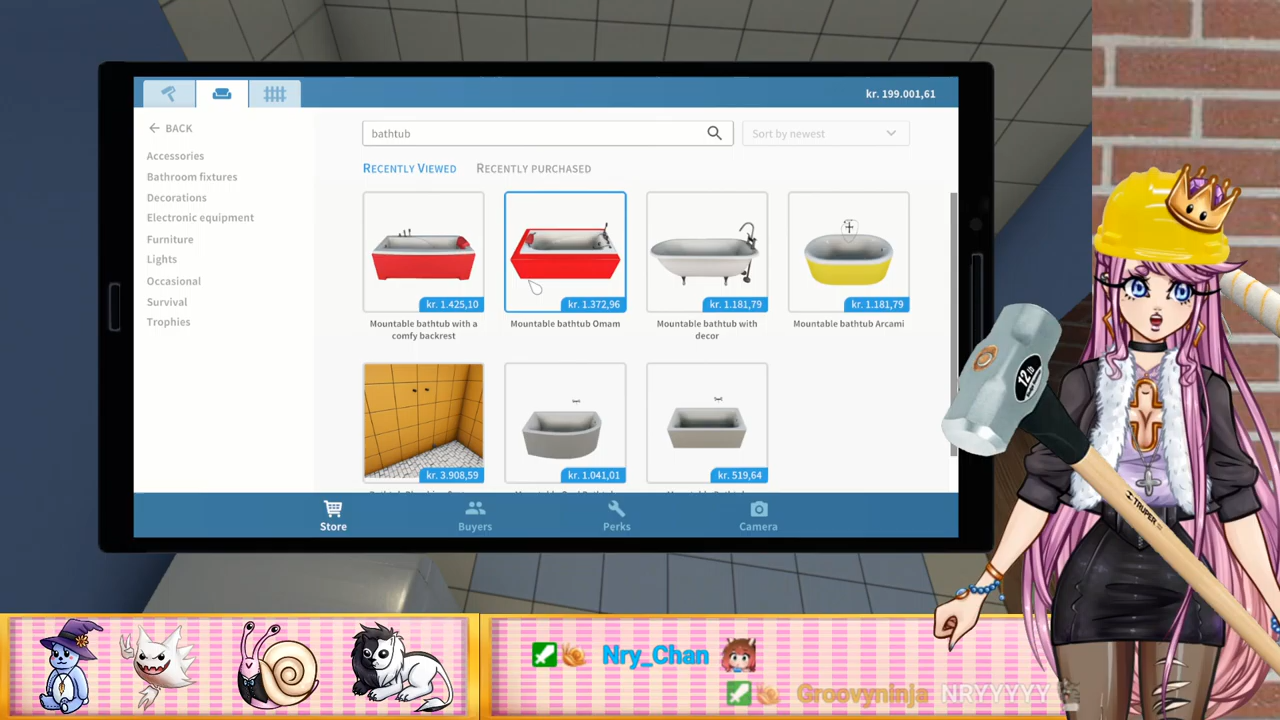 kr. 199.001,61
BACK
bathtub
Sort by newest
Accessories
Bathroom fixtures
Decorations
Electronic equipment
Furniture
Lights
Occasional
Survival
Trophies
RECENTLY VIEWED
RECENTLY PURCHASED
kr. 1.425,10
kr. 1.372,96
kr. 1.181,79
kr. 1.181,79
Mountable bathtub with a
comfy backrest
Mountable bathtub Omam
Mountable bathtub with
decor
Mountable bathtub Arcami
kr. 3.908,59
kr. 1.041,01
kr. 519,64
Store
Buyers
Perks
Camera
12 LB
TRUPER
Nry_Chan
Groovyninja NRYYYYY